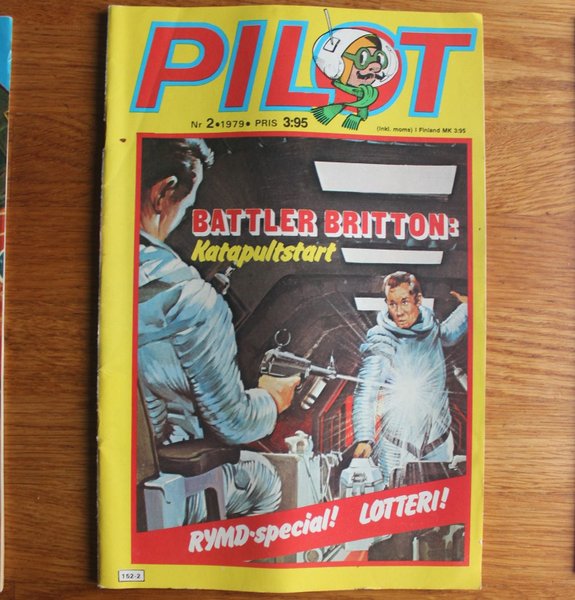 PILOT
Nr 2 • 1979 • PRIS 3:95
(Inkl. moms) I Finland MK 3:95
BATTLER BRITTON:
Katapultstart
RYMD-special! LOTTERI!
152-2